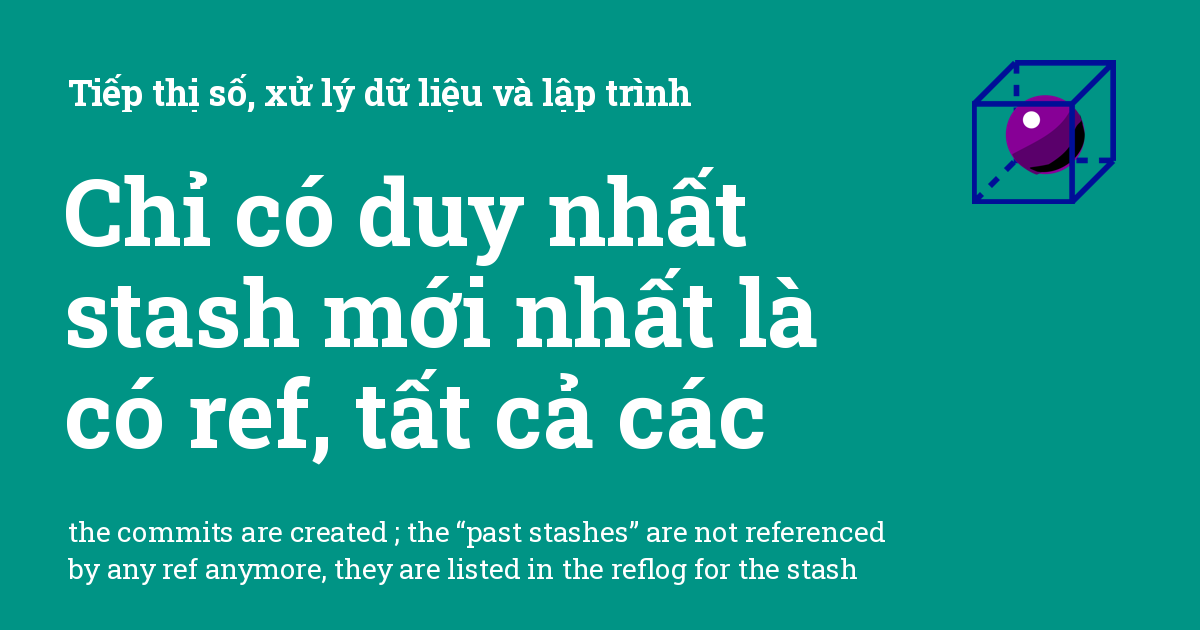 Tiếp thị số, xử lý dữ liệu và lập trình
Chỉ có duy nhất
stash mới nhất là
có ref, tất cả các
the commits are created ; the “past stashes” are not referenced
by any ref anymore, they are listed in the reflog for the stash